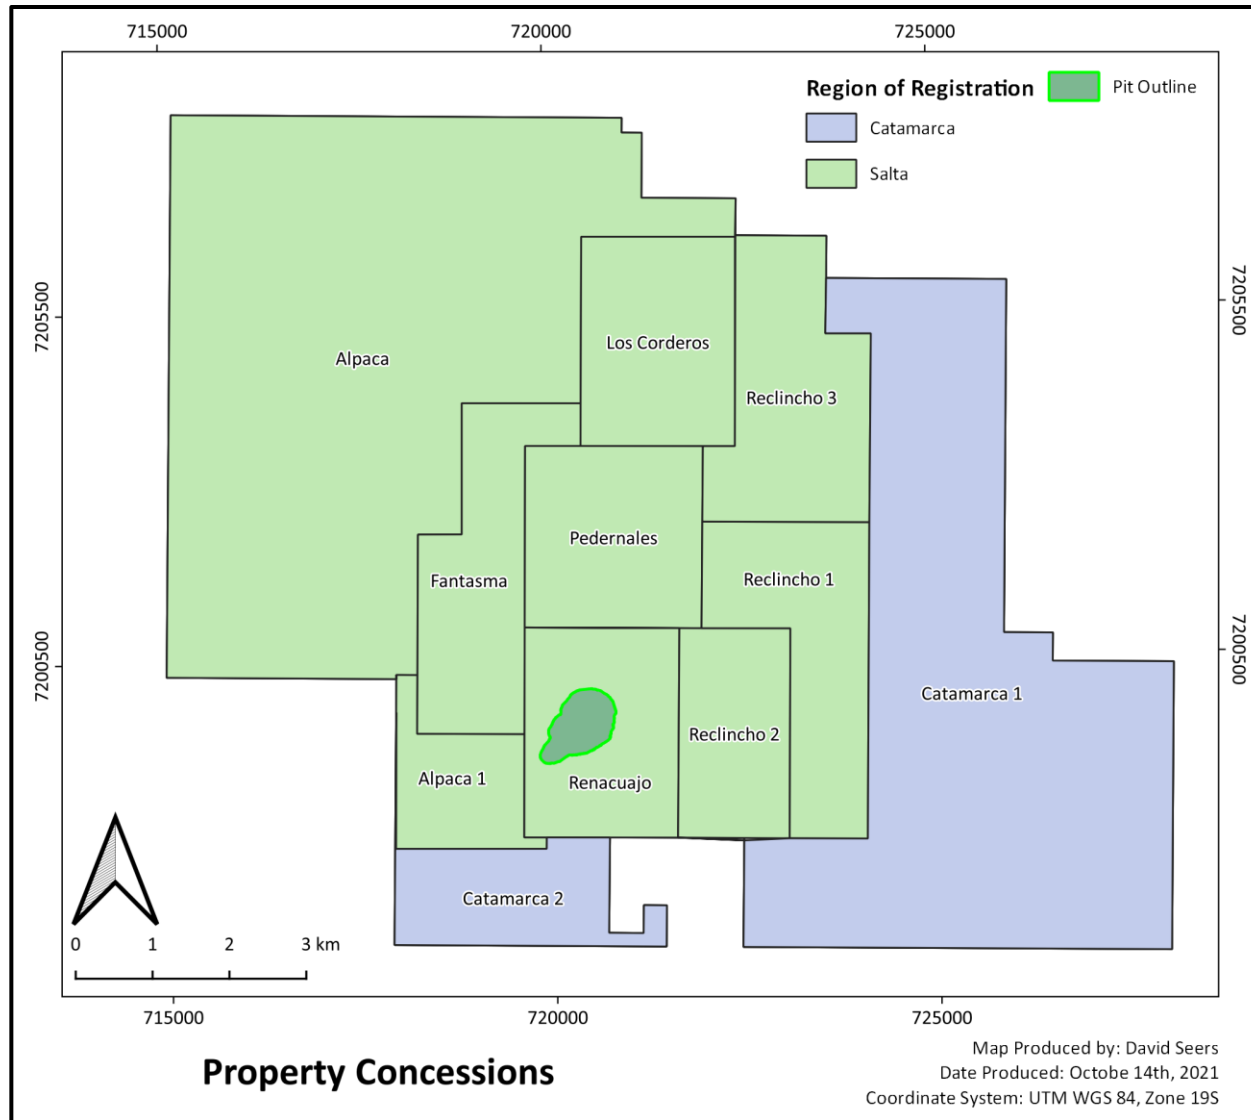 715000
720000
725000
Region of Registration
Pit Outline
Catamarca
Salta
7205500
7205500
Los Corderos
Alpaca
Reclincho 3
Pedernales
Reclincho 1
Fantasma
7200500
7200500
Catamarca 1
Reclincho 2
Alpaca 1
Renacuajo
Catamarca 2
0 1 2 3 km
715000
720000
725000
Property Concessions
Map Produced by: David Seers
Date Produced: Octobe 14th, 2021
Coordinate System: UTM WGS 84, Zone 19S